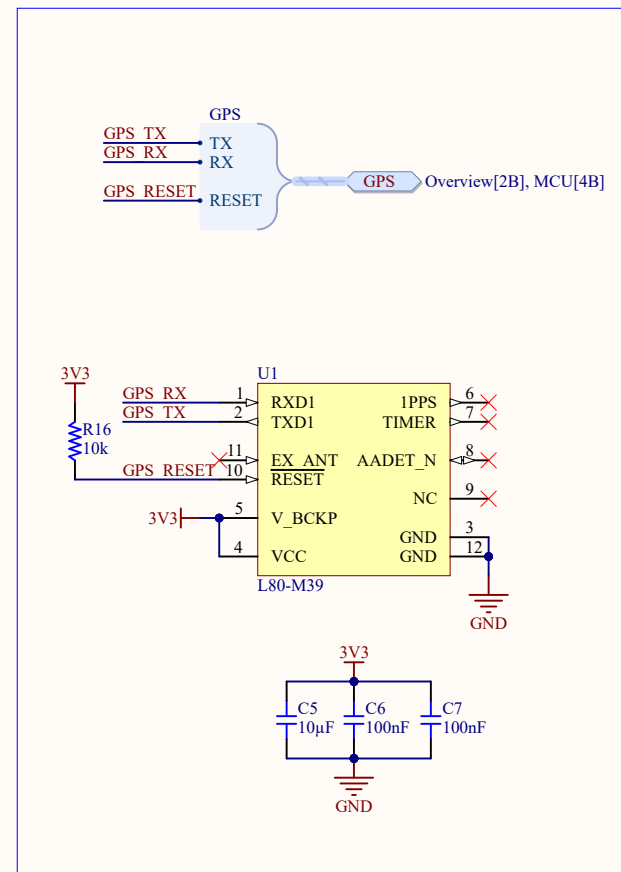 GPS
GPS_TX TX
GPS_RX RX
GPS_RESET RESET
GPS Overview[2B], MCU[4B]
U1
3V3
R16
10k
GPS_RX 1 RXD1
GPS_TX 2 TXD1
11 EX_ANT
GPS_RESET 10 RESET
3V3 5 V_BCKP
4 VCC
1PPS 6
TIMER 7
AADET_N 8
NC 9
GND 3
GND 12
L80-M39
GND
3V3
C5
10µF
C6
100nF
C7
100nF
GND